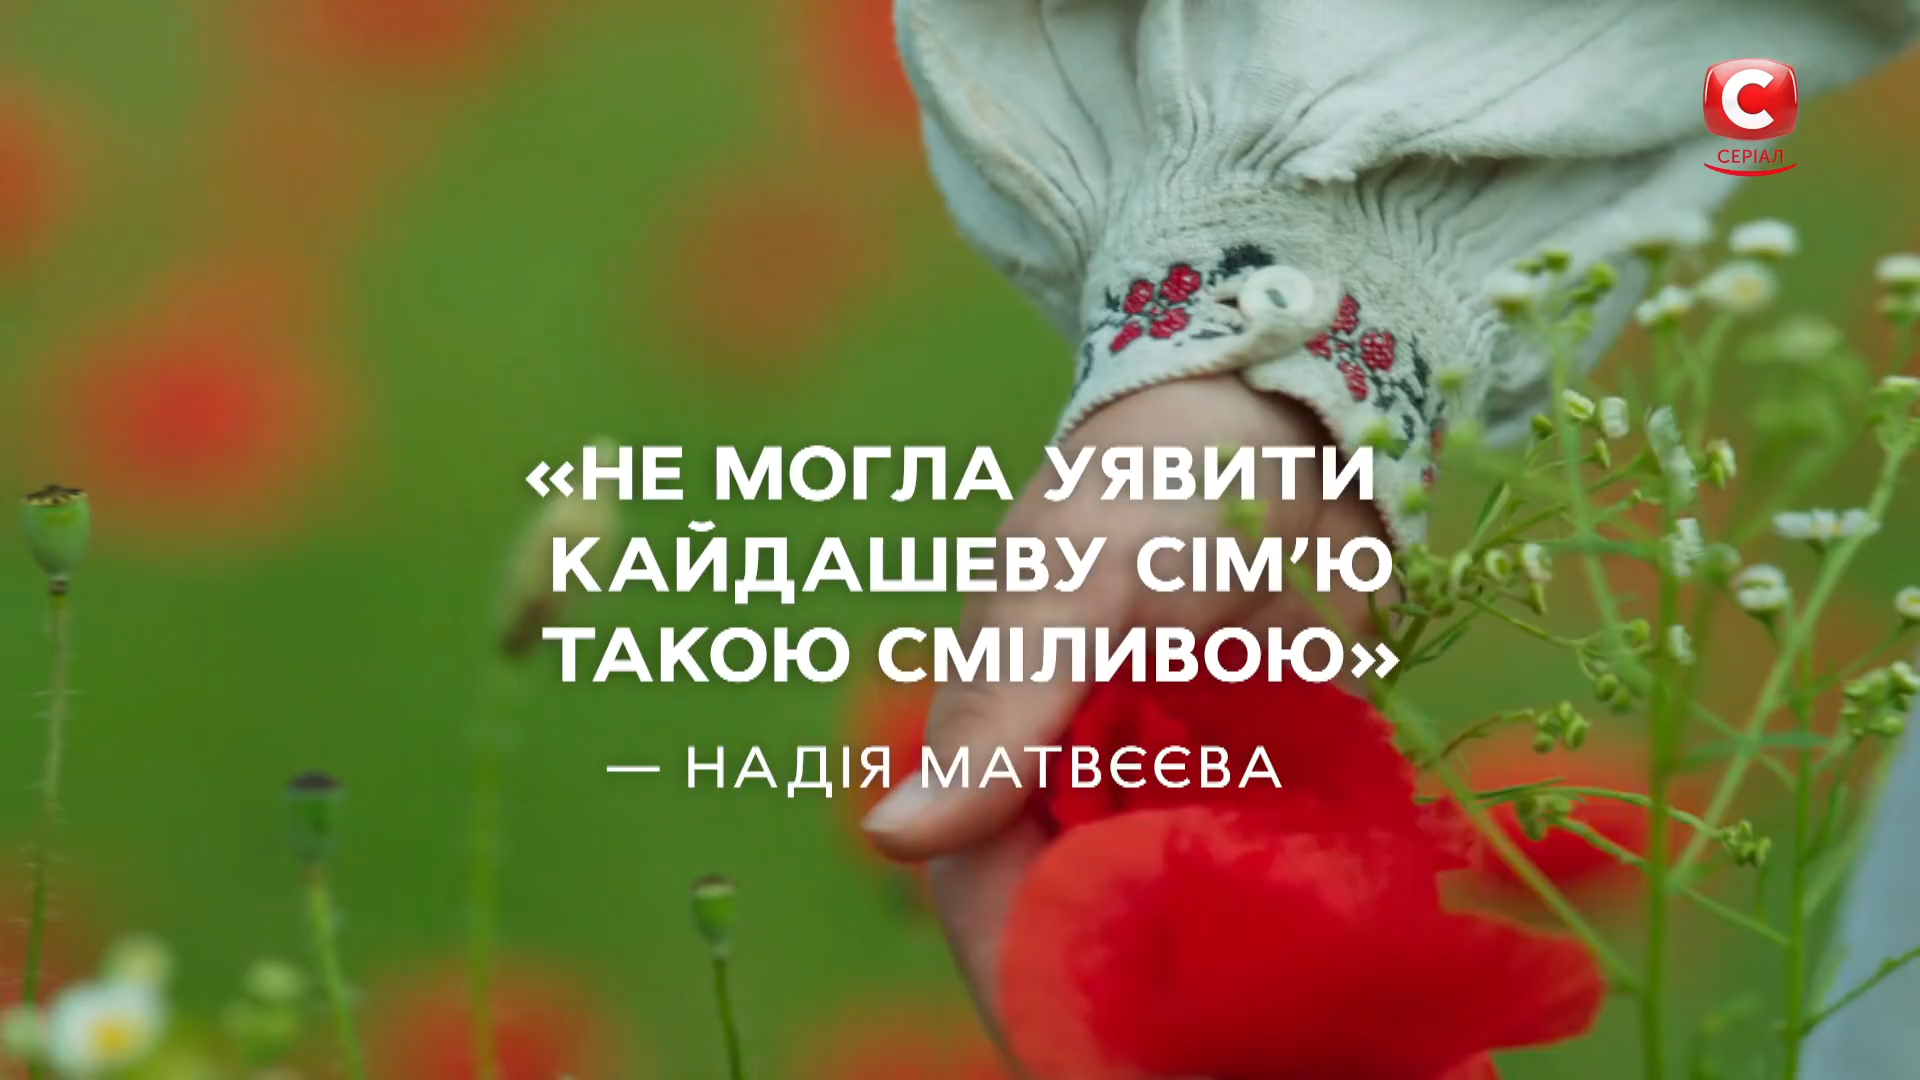 СЕРІАЛ
«НЕ МОГЛА УЯВИТИ
КАЙДАШЕВУ СІМ’Ю
ТАКОЮ СМІЛИВОЮ»
— НАДІЯ МАТВЄЄВА